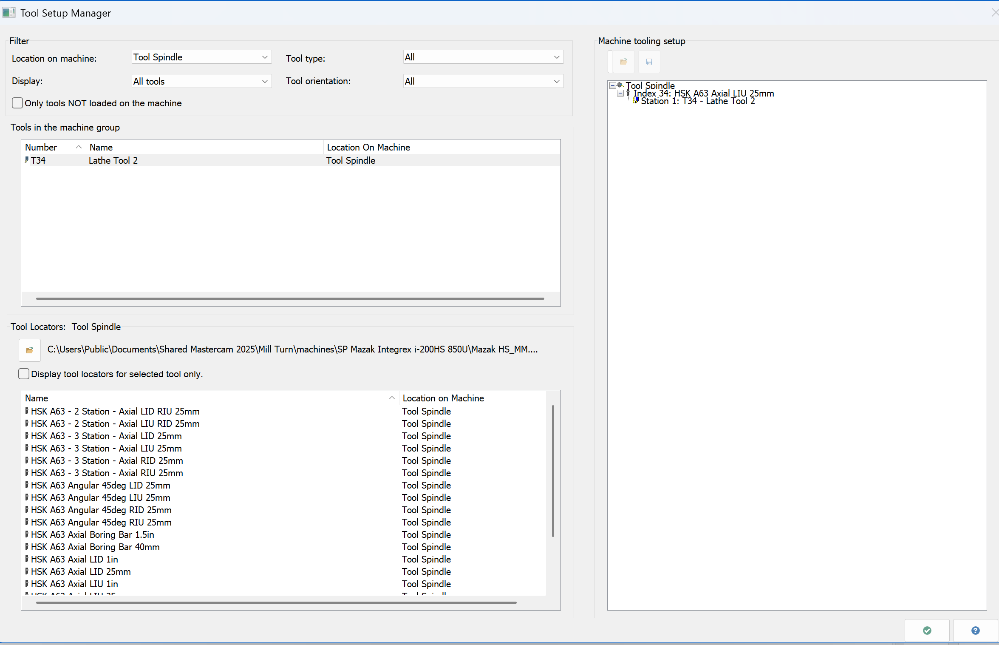 Tool Setup Manager
Filter
Location on machine: Tool Spindle Tool type: All
Display: All tools Tool orientation: All
Only tools NOT loaded on the machine
Tools in the machine group
Number Name Location On Machine
T34 Lathe Tool 2 Tool Spindle
Tool Locators: Tool Spindle
C:\Users\Public\Documents\Shared Mastercam 2025\Mill Turn\machines\SP Mazak Integrex i-200HS 850U\Mazak HS_MM....
Display tool locators for selected tool only.
Name Location on Machine
HSK A63 - 2 Station - Axial LID RIU 25mm Tool Spindle
HSK A63 - 2 Station - Axial LIU RID 25mm Tool Spindle
HSK A63 - 3 Station - Axial LID 25mm Tool Spindle
HSK A63 - 3 Station - Axial LIU 25mm Tool Spindle
HSK A63 - 3 Station - Axial RID 25mm Tool Spindle
HSK A63 - 3 Station - Axial RIU 25mm Tool Spindle
HSK A63 Angular 45deg LID 25mm Tool Spindle
HSK A63 Angular 45deg LIU 25mm Tool Spindle
HSK A63 Angular 45deg RID 25mm Tool Spindle
HSK A63 Angular 45deg RIU 25mm Tool Spindle
HSK A63 Axial Boring Bar 1.5in Tool Spindle
HSK A63 Axial Boring Bar 40mm Tool Spindle
HSK A63 Axial LID 1in Tool Spindle
HSK A63 Axial LID 25mm Tool Spindle
HSK A63 Axial LIU 1in Tool Spindle
HSK A63 Axial LIU 25mm Tool Spindle
Machine tooling setup
Tool Spindle
Index 34: HSK A63 Axial LIU 25mm
Station 1: T34 - Lathe Tool 2